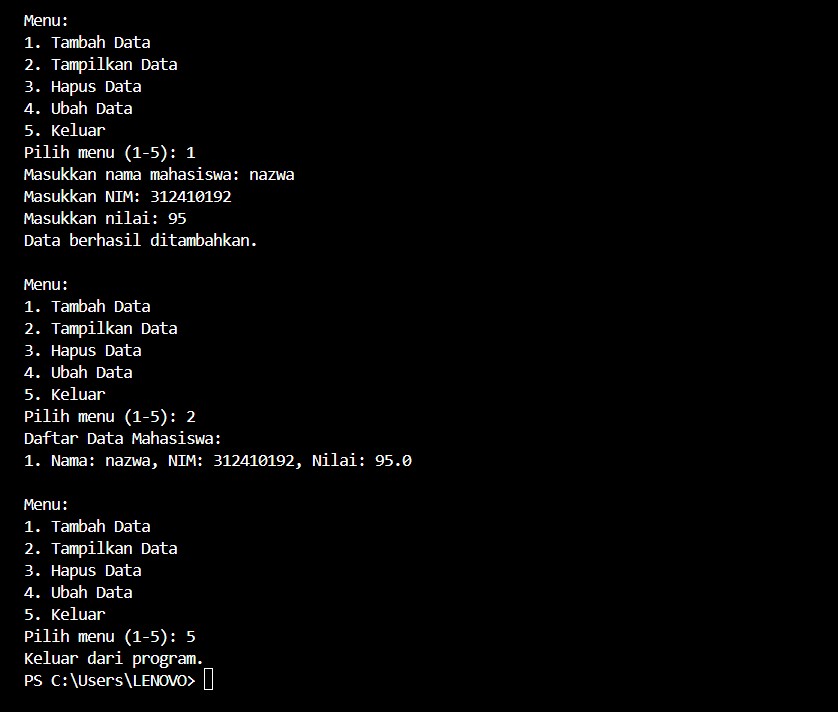 Menu:
1. Tambah Data
2. Tampilkan Data
3. Hapus Data
4. Ubah Data
5. Keluar
Pilih menu (1-5): 1
Masukkan nama mahasiswa: nazwa
Masukkan NIM: 312410192
Masukkan nilai: 95
Data berhasil ditambahkan.

Menu:
1. Tambah Data
2. Tampilkan Data
3. Hapus Data
4. Ubah Data
5. Keluar
Pilih menu (1-5): 2
Daftar Data Mahasiswa:
1. Nama: nazwa, NIM: 312410192, Nilai: 95.0

Menu:
1. Tambah Data
2. Tampilkan Data
3. Hapus Data
4. Ubah Data
5. Keluar
Pilih menu (1-5): 5
Keluar dari program.
PS C:\Users\LENOVO>